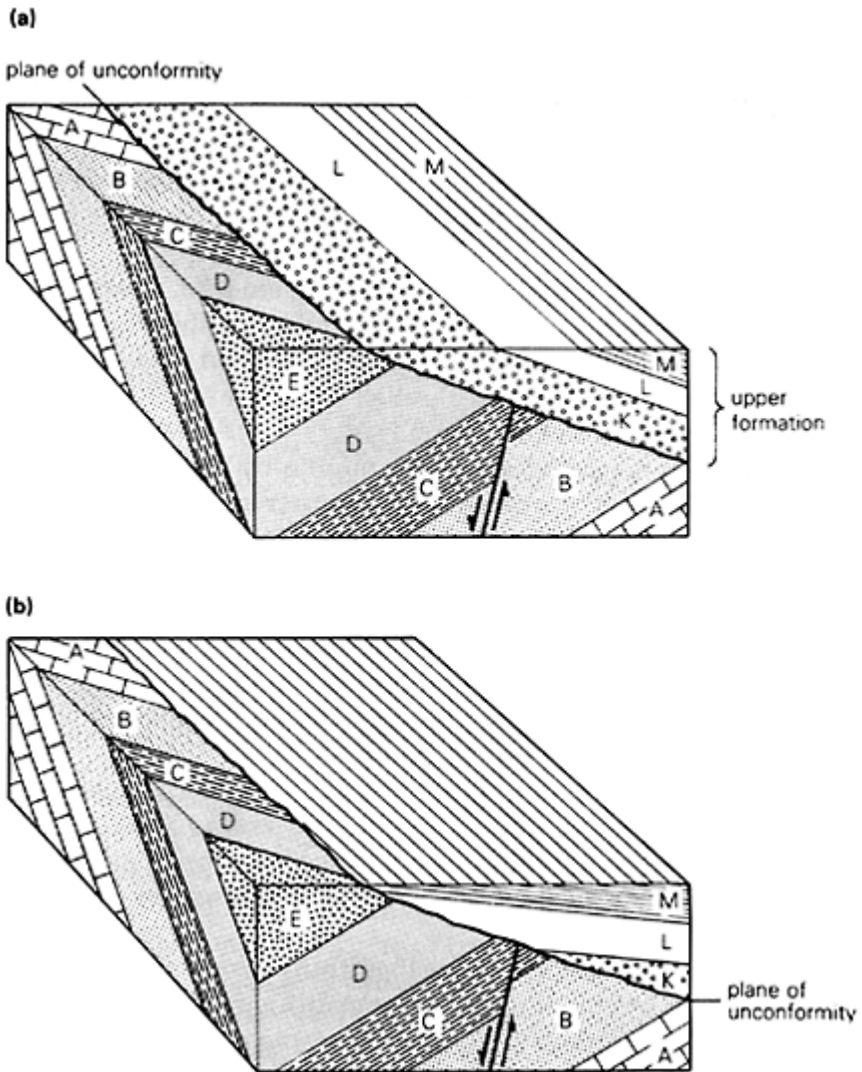 (a)
plane of unconformity
A
B
C
D
E
L
M
M
L
K
upper
formation
D
C
B
A
(b)
A
B
C
D
E
M
L
K
D
C
B
A
plane of
unconformity